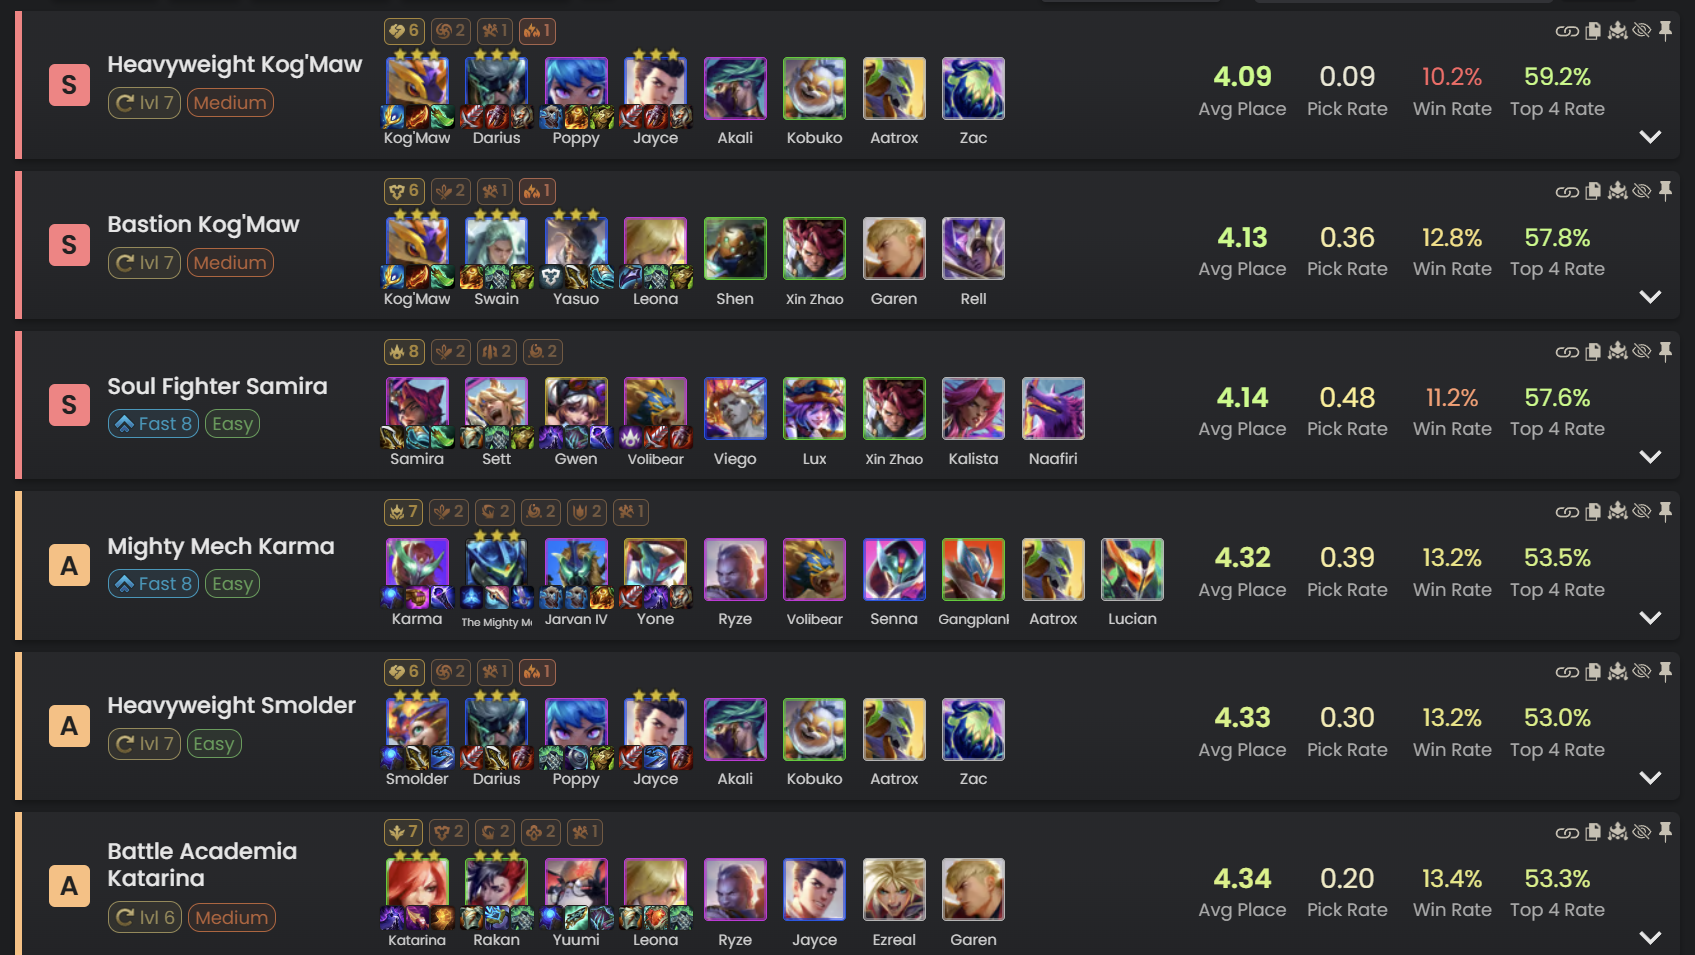 6 2 1 1
S
Heavyweight Kog'Maw
lvl 7 Medium
Kog'Maw Darius Poppy Jayce Akali Kobuko Aatrox Zac
4.09 0.09 10.2% 59.2%
Avg Place Pick Rate Win Rate Top 4 Rate
6 2 1 1
S
Bastion Kog'Maw
lvl 7 Medium
Kog'Maw Swain Yasuo Leona Shen Xin Zhao Garen Rell
4.13 0.36 12.8% 57.8%
Avg Place Pick Rate Win Rate Top 4 Rate
8 2 2 2
S
Soul Fighter Samira
Fast 8 Easy
Samira Sett Gwen Volibear Viego Lux Xin Zhao Kalista Naafiri
4.14 0.48 11.2% 57.6%
Avg Place Pick Rate Win Rate Top 4 Rate
7 2 2 2 2 1
A
Mighty Mech Karma
Fast 8 Easy
Karma The Mighty M Jarvan IV Yone Ryze Volibear Senna Gangplank Aatrox Lucian
4.32 0.39 13.2% 53.5%
Avg Place Pick Rate Win Rate Top 4 Rate
6 2 1 1
A
Heavyweight Smolder
lvl 7 Easy
Smolder Darius Poppy Jayce Akali Kobuko Aatrox Zac
4.33 0.30 13.2% 53.0%
Avg Place Pick Rate Win Rate Top 4 Rate
7 2 2 2 1
A
Battle Academia
Katarina
lvl 6 Medium
Katarina Rakan Yuumi Leona Ryze Jayce Ezreal Garen
4.34 0.20 13.4% 53.3%
Avg Place Pick Rate Win Rate Top 4 Rate